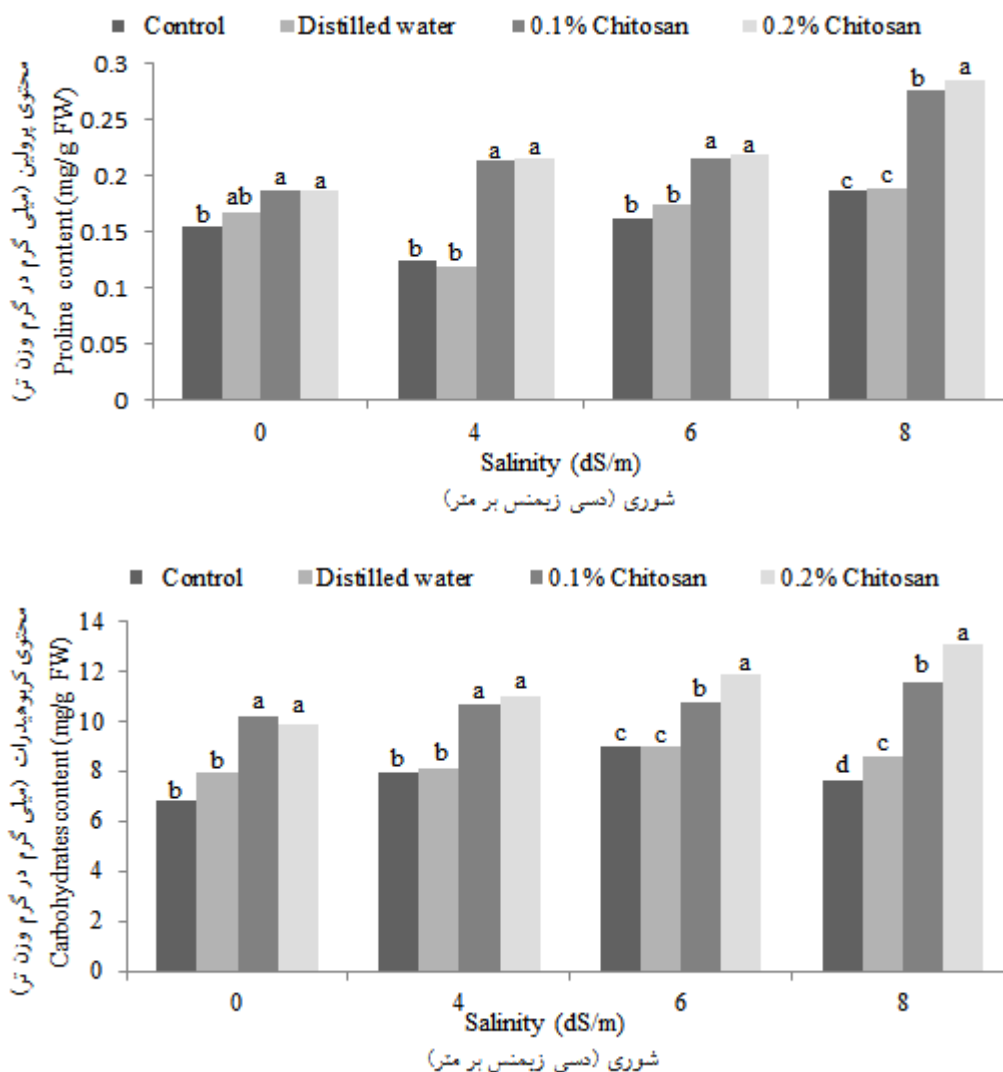 Control Distilled water 0.1% Chitosan 0.2% Chitosan
محتوی پرولین (میلی گرم در گرم وزن تر)
Proline content (mg/g FW)
0.3
0.25
0.2
0.15
0.1
0.05
0
b ab a a
b b a a
b b a a
c c b a
0 4 6 8
Salinity (dS/m)
شوری (دسی زیمنس بر متر)
Control Distilled water 0.1% Chitosan 0.2% Chitosan
محتوی کربوهیدرات (میلی گرم در گرم وزن تر)
Carbohydrates content (mg/g FW)
14
12
10
8
6
4
2
0
b b a a
b b a a
c c b a
d c b a
0 4 6 8
Salinity (dS/m)
شوری (دسی زیمنس بر متر)